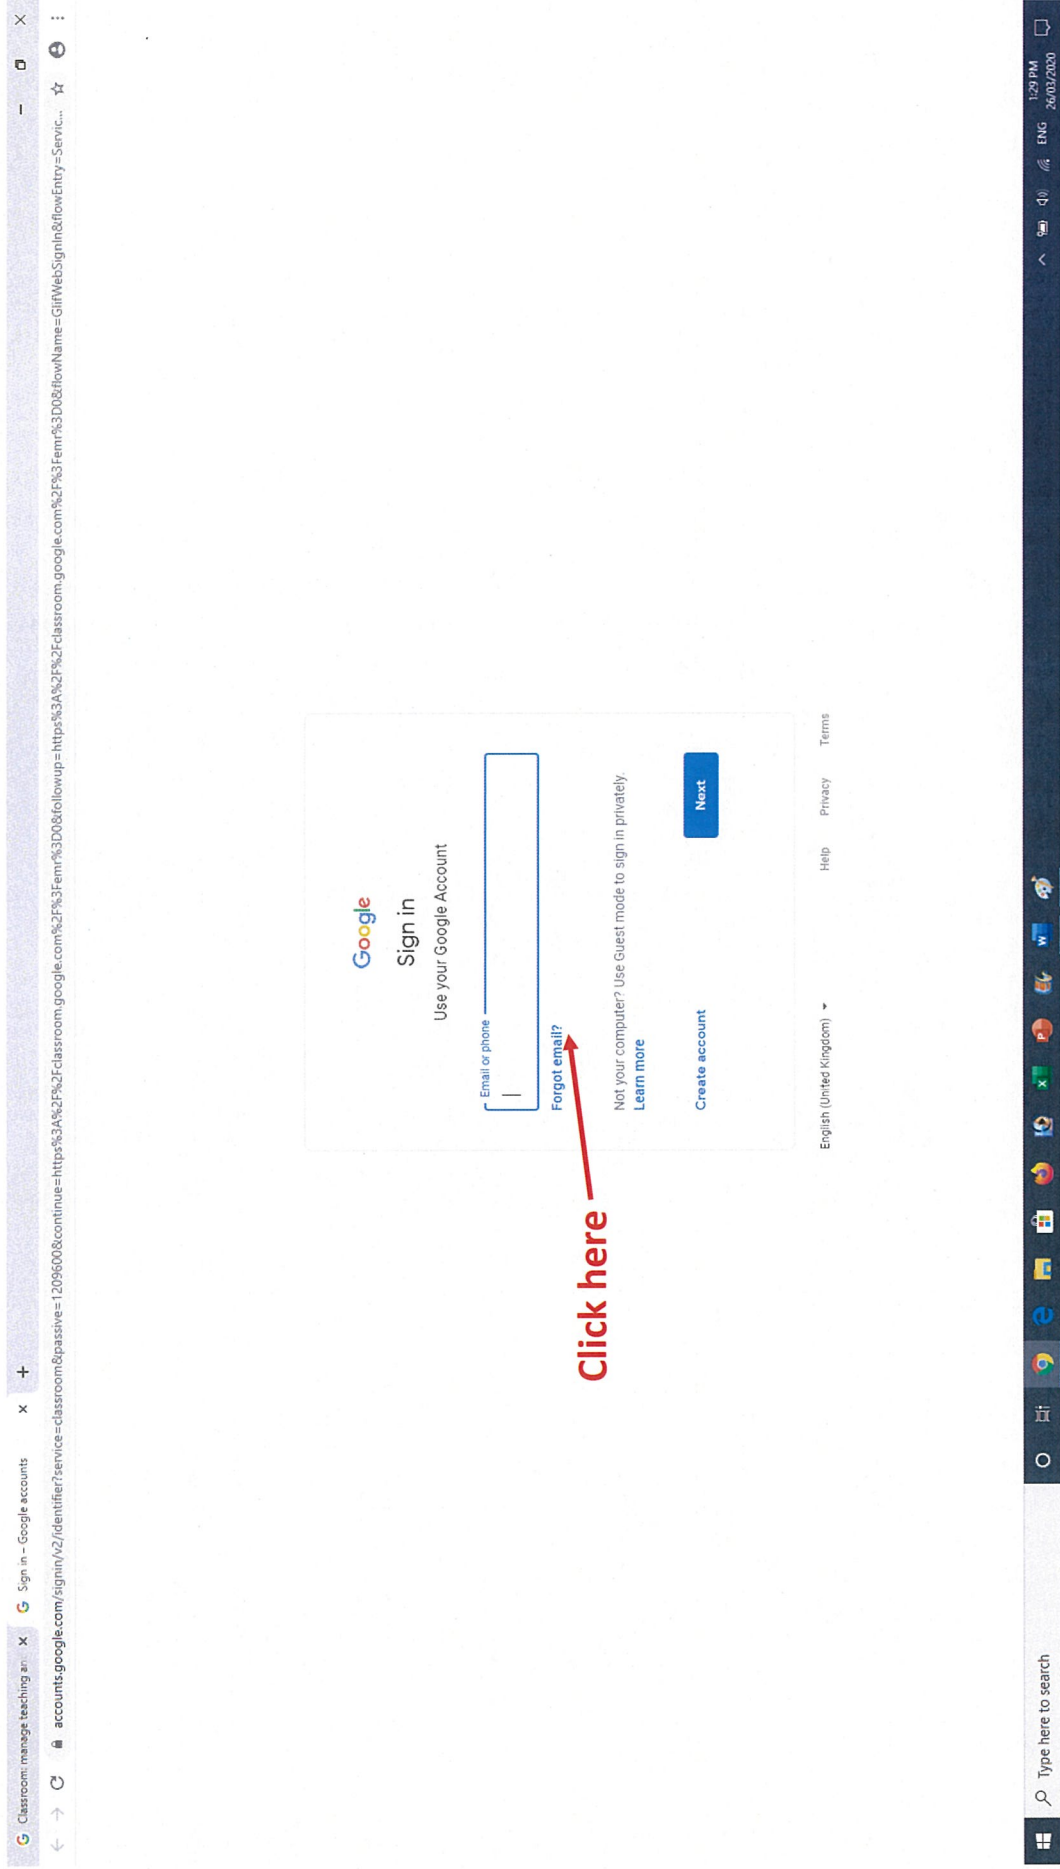 Classroom: manage teaching an
Sign in – Google accounts
accounts.google.com/signin/v2/identifier?service=classroom&passive=1209600&continue=https%3A%2F%2Fclassroom.google.com%2F%3Femr%3D0&followup=https%3A%2F%2Fclassroom.google.com%2F%3Femr%3D0&flowName=GlifWebSignIn&flowEntry=Servic...
Google
Sign in
Use your Google Account
Email or phone
Forgot email?
Click here
Not your computer? Use Guest mode to sign in privately.
Learn more
Create account
Next
English (United Kingdom)
Help Privacy Terms
Type here to search
ENG
1:29 PM
26/03/2020